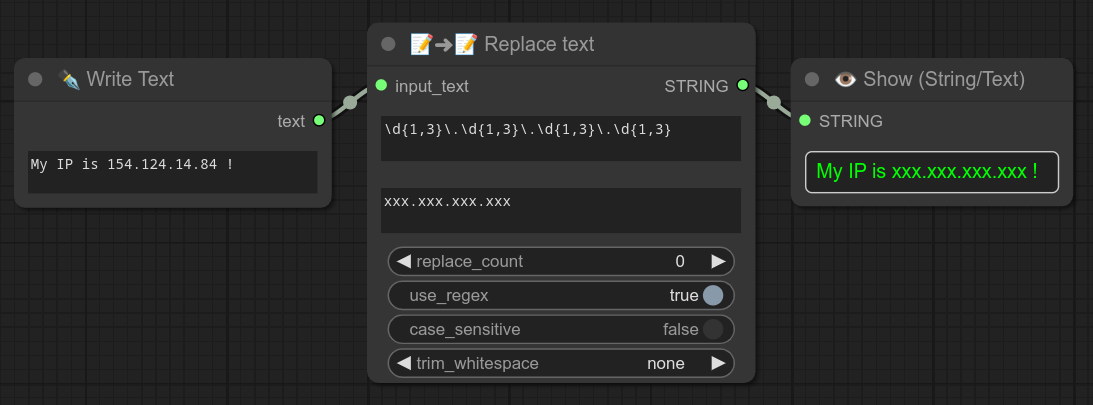 Write Text
text
My IP is 154.124.14.84 !
Replace text
input_text STRING
\d{1,3}\.\d{1,3}\.\d{1,3}\.\d{1,3}
xxx.xxx.xxx.xxx
replace_count 0
use_regex true
case_sensitive false
trim_whitespace none
Show (String/Text)
STRING
My IP is xxx.xxx.xxx.xxx !